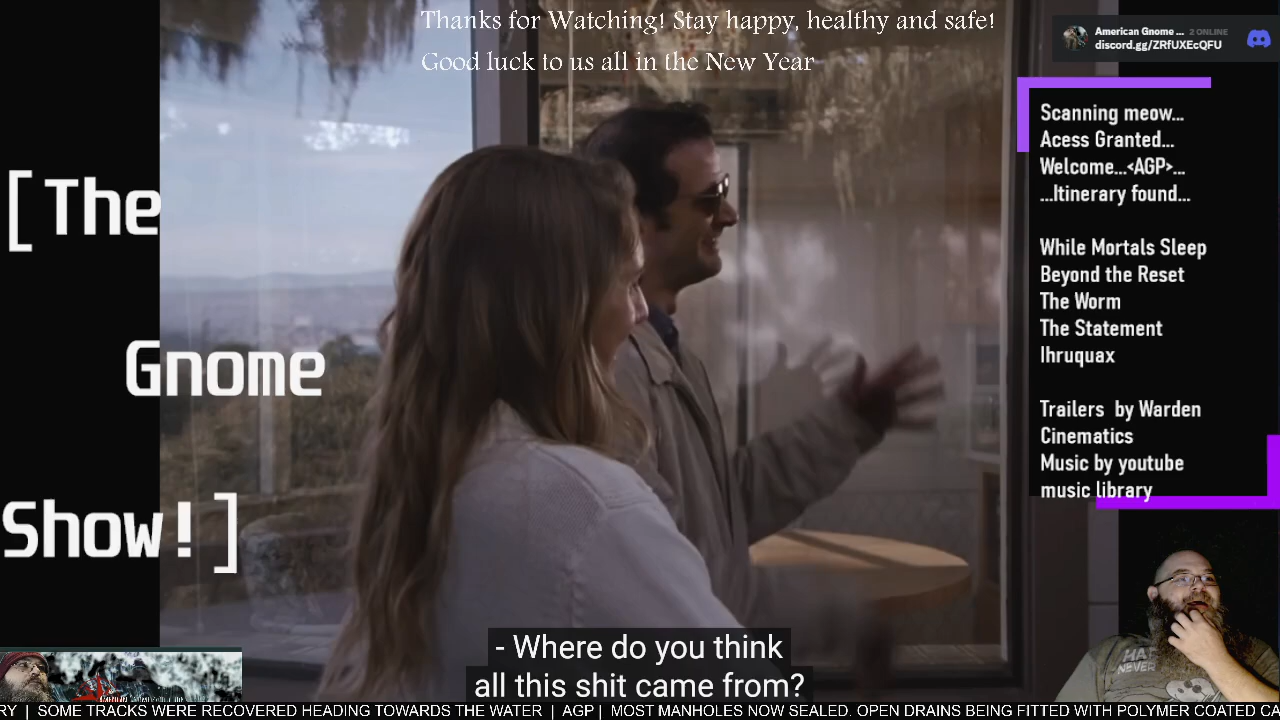 Thanks for Watching! Stay happy, healthy and safe!
Good luck to us all in the New Year
American Gnome ... 2 ONLINE
discord.gg/ZRfUXEcQFU
[The
Gnome
Show!]
Scanning meow...
Acess Granted...
Welcome...<AGP>...
...Itinerary found...
While Mortals Sleep
Beyond the Reset
The Worm
The Statement
Ihruquax
Trailers by Warden
Cinematics
Music by youtube
music library
- Where do you think
all this shit came from?
RY | SOME TRACKS WERE RECOVERED HEADING TOWARDS THE WATER | AGP | MOST MANHOLES NOW SEALED. OPEN DRAINS BEING FITTED WITH POLYMER COATED CA